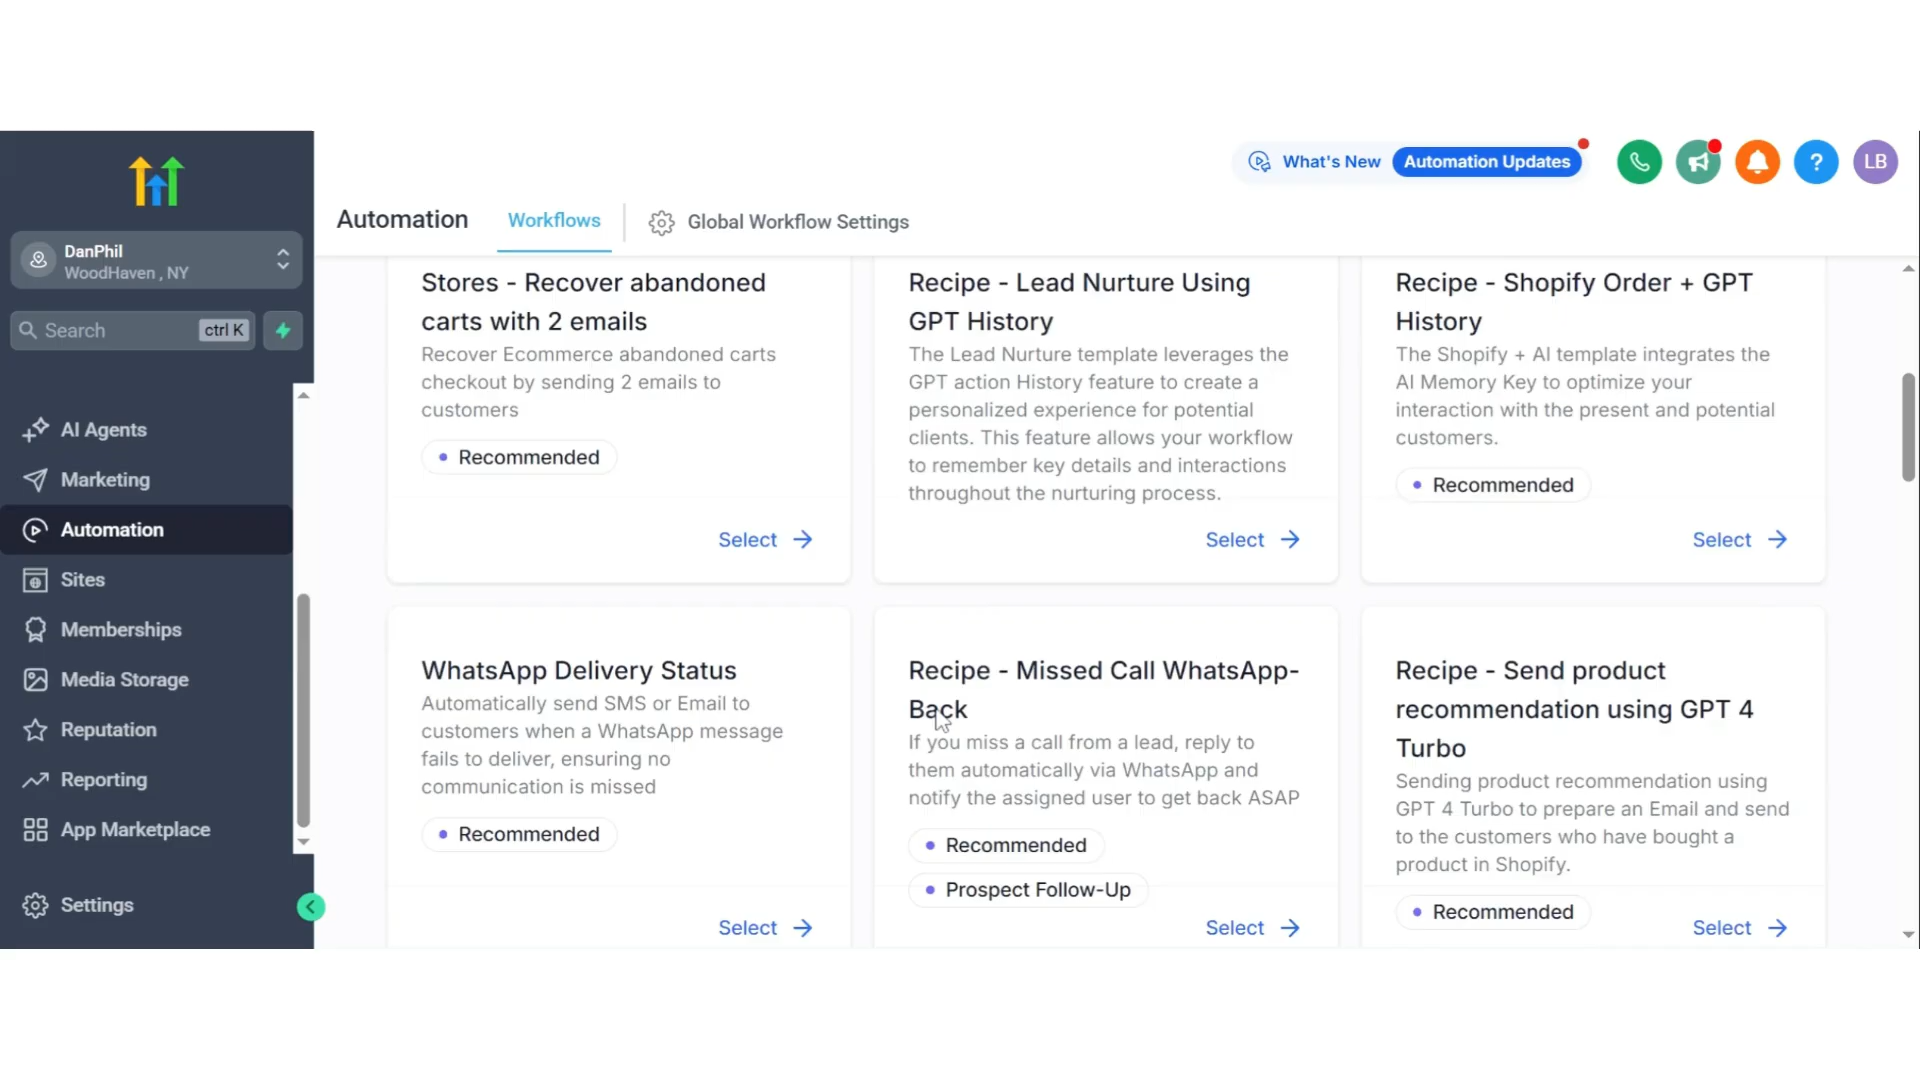 What's New
Automation Updates
?
LB
Automation
Workflows
Global Workflow Settings
DanPhil
WoodHaven , NY
Search
ctrl K
AI Agents
Marketing
Automation
Sites
Memberships
Media Storage
Reputation
Reporting
App Marketplace
Settings
Stores - Recover abandoned
carts with 2 emails
Recover Ecommerce abandoned carts
checkout by sending 2 emails to
customers
Recommended
Select
Recipe - Lead Nurture Using
GPT History
The Lead Nurture template leverages the
GPT action History feature to create a
personalized experience for potential
clients. This feature allows your workflow
to remember key details and interactions
throughout the nurturing process.
Select
Recipe - Shopify Order + GPT
History
The Shopify + AI template integrates the
AI Memory Key to optimize your
interaction with the present and potential
customers.
Recommended
Select
WhatsApp Delivery Status
Automatically send SMS or Email to
customers when a WhatsApp message
fails to deliver, ensuring no
communication is missed
Recommended
Select
Recipe - Missed Call WhatsApp-
Back
If you miss a call from a lead, reply to
them automatically via WhatsApp and
notify the assigned user to get back ASAP
Recommended
Prospect Follow-Up
Select
Recipe - Send product
recommendation using GPT 4
Turbo
Sending product recommendation using
GPT 4 Turbo to prepare an Email and send
to the customers who have bought a
product in Shopify.
Recommended
Select